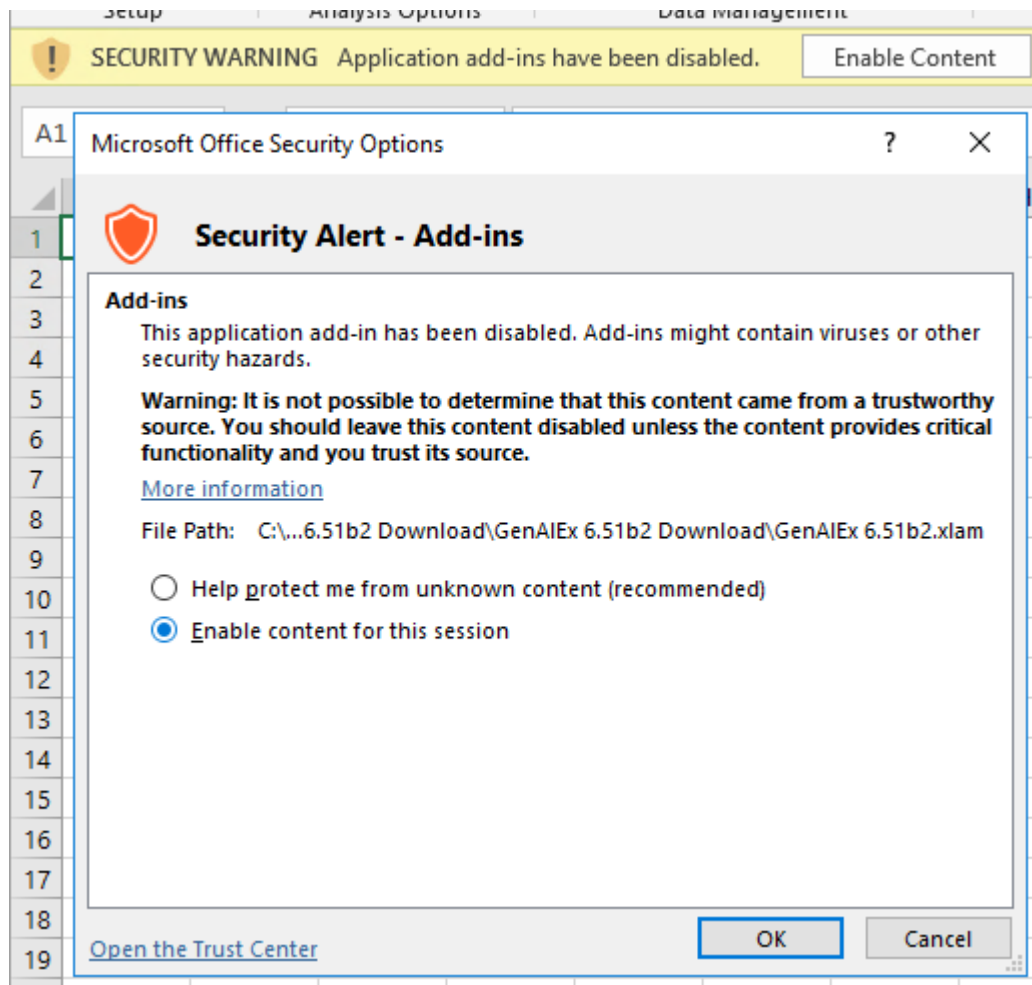 Setup Analysis Options Data Management
SECURITY WARNING Application add-ins have been disabled. Enable Content
A1
Microsoft Office Security Options ? ×
Security Alert - Add-ins
Add-ins
This application add-in has been disabled. Add-ins might contain viruses or other
security hazards.
Warning: It is not possible to determine that this content came from a trustworthy
source. You should leave this content disabled unless the content provides critical
functionality and you trust its source.
More information
File Path: C:\...6.51b2 Download\GenAlEx 6.51b2 Download\GenAlEx 6.51b2.xlam
Help protect me from unknown content (recommended)
Enable content for this session
Open the Trust Center OK Cancel
1
2
3
4
5
6
7
8
9
10
11
12
13
14
15
16
17
18
19